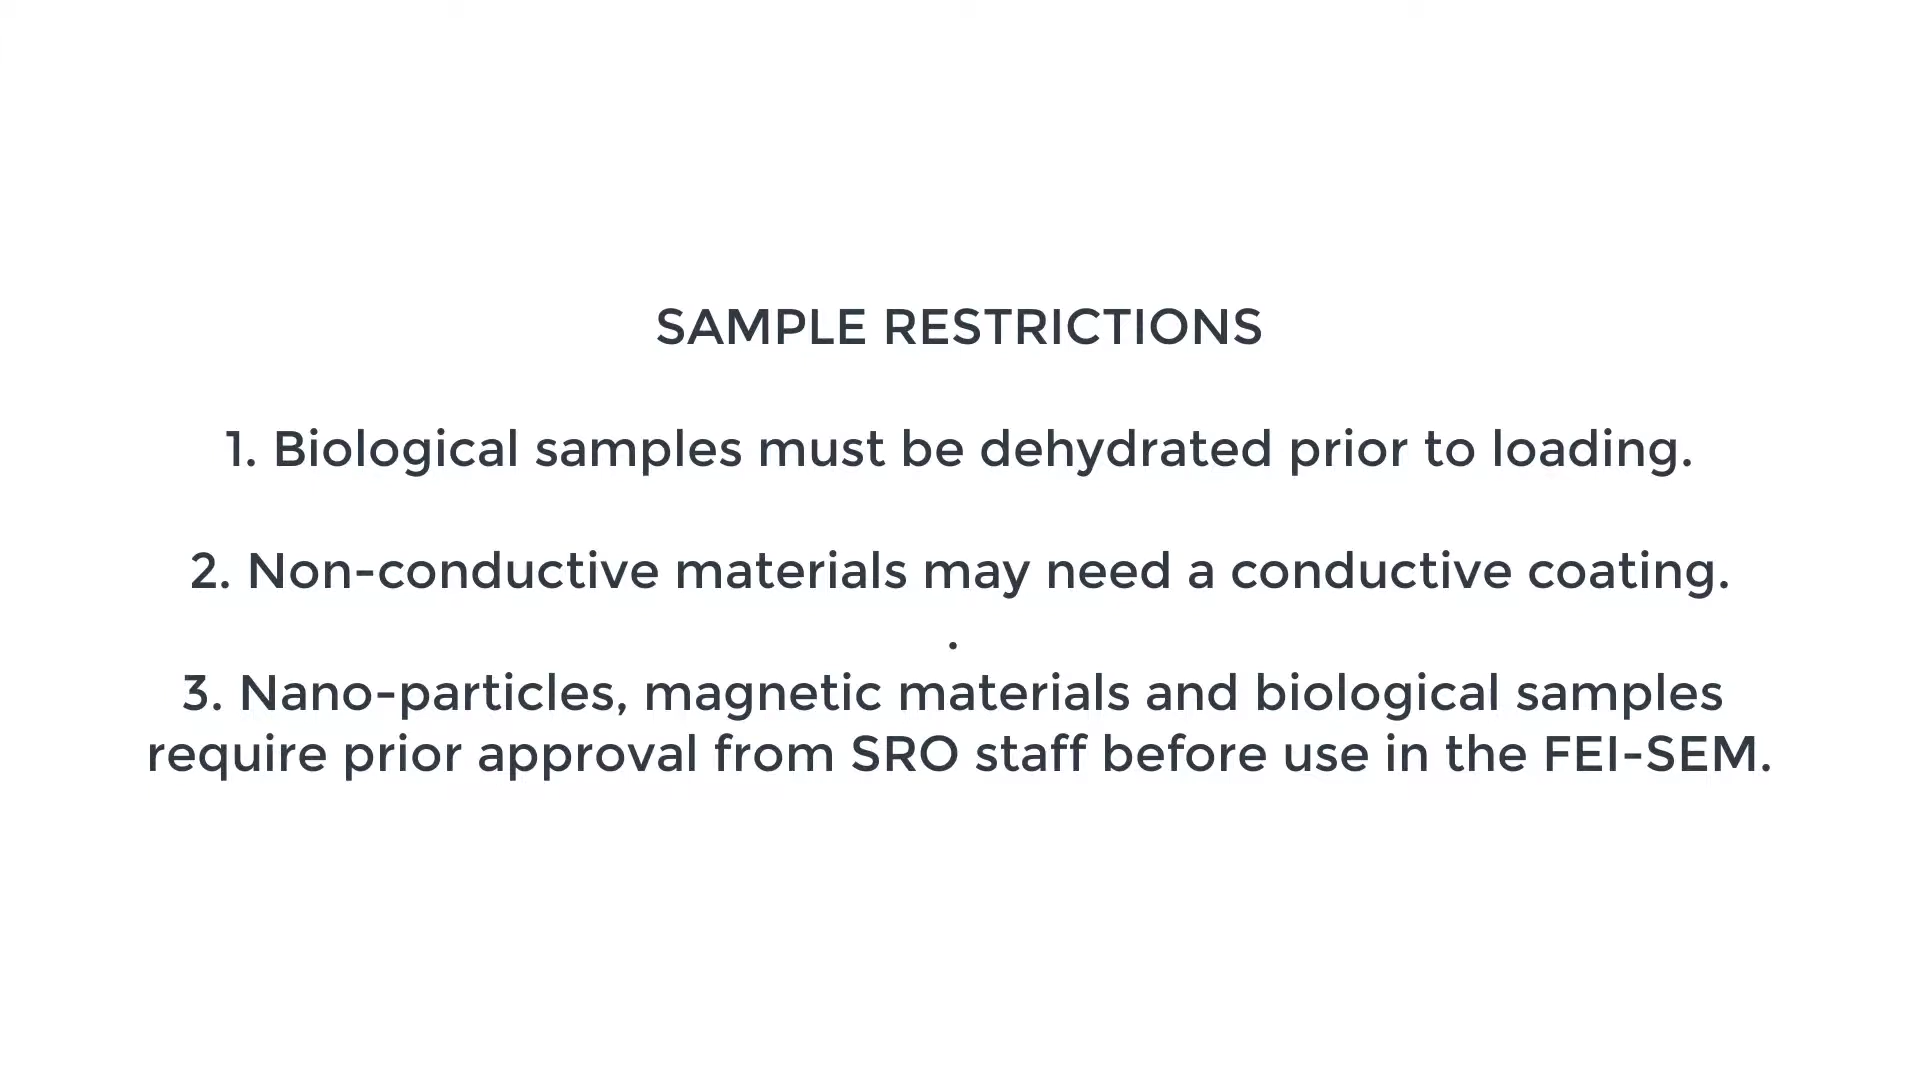 SAMPLE RESTRICTIONS
1. Biological samples must be dehydrated prior to loading.
2. Non-conductive materials may need a conductive coating.
.
3. Nano-particles, magnetic materials and biological samples
require prior approval from SRO staff before use in the FEI-SEM.